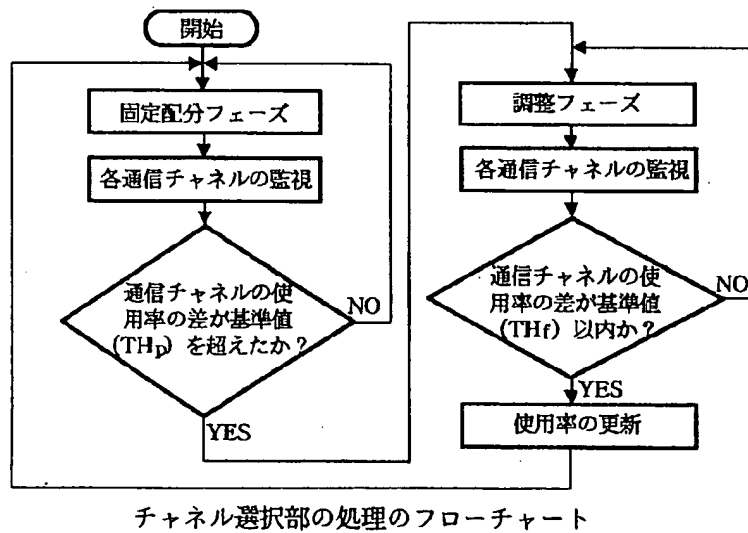 開始
固定配分フェーズ
各通信チャネルの監視
通信チャネルの使
用率の差が基準値
(THp) を超えたか?
NO
YES
調整フェーズ
各通信チャネルの監視
通信チャネルの使
用率の差が基準値
(THf) 以内か?
NO
YES
使用率の更新
チャネル選択部の処理のフローチャート